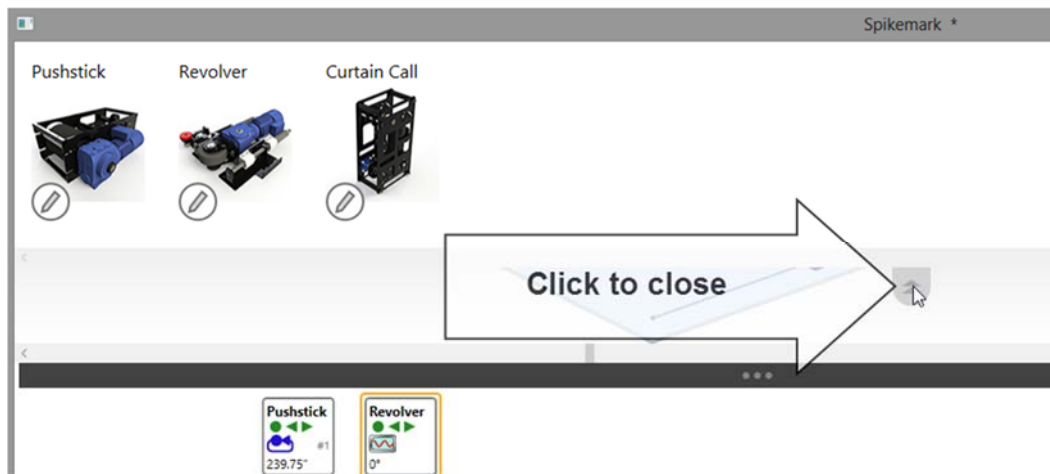 Spikemark *
Pushstick Revolver Curtain Call
Click to close
Pushstick Revolver
#1
239.75" 0°